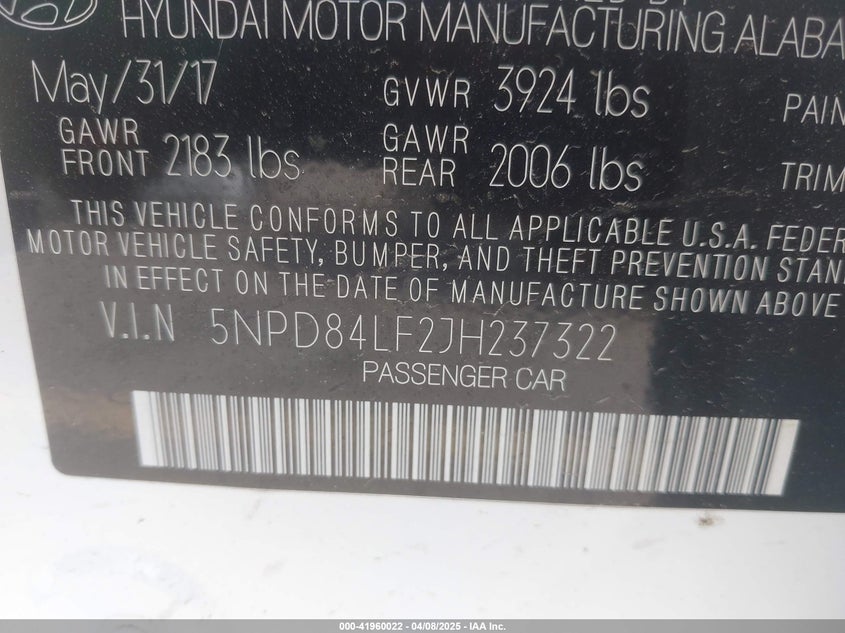 HYUNDAI MOTOR MANUFACTURING ALABA
May/31/17 GVWR 3924 lbs PAIN
GAWR FRONT 2183 lbs GAWR REAR 2006 lbs TRIM
THIS VEHICLE CONFORMS TO ALL APPLICABLE U.S.A. FEDER
MOTOR VEHICLE SAFETY, BUMPER, AND THEFT PREVENTION STAN
IN EFFECT ON THE DATE OF MANUFACTURE SHOWN ABOVE
V.I.N 5NPD84LF2JH237322
PASSENGER CAR
000-41960022 - 04/08/2025 - IAA Inc.